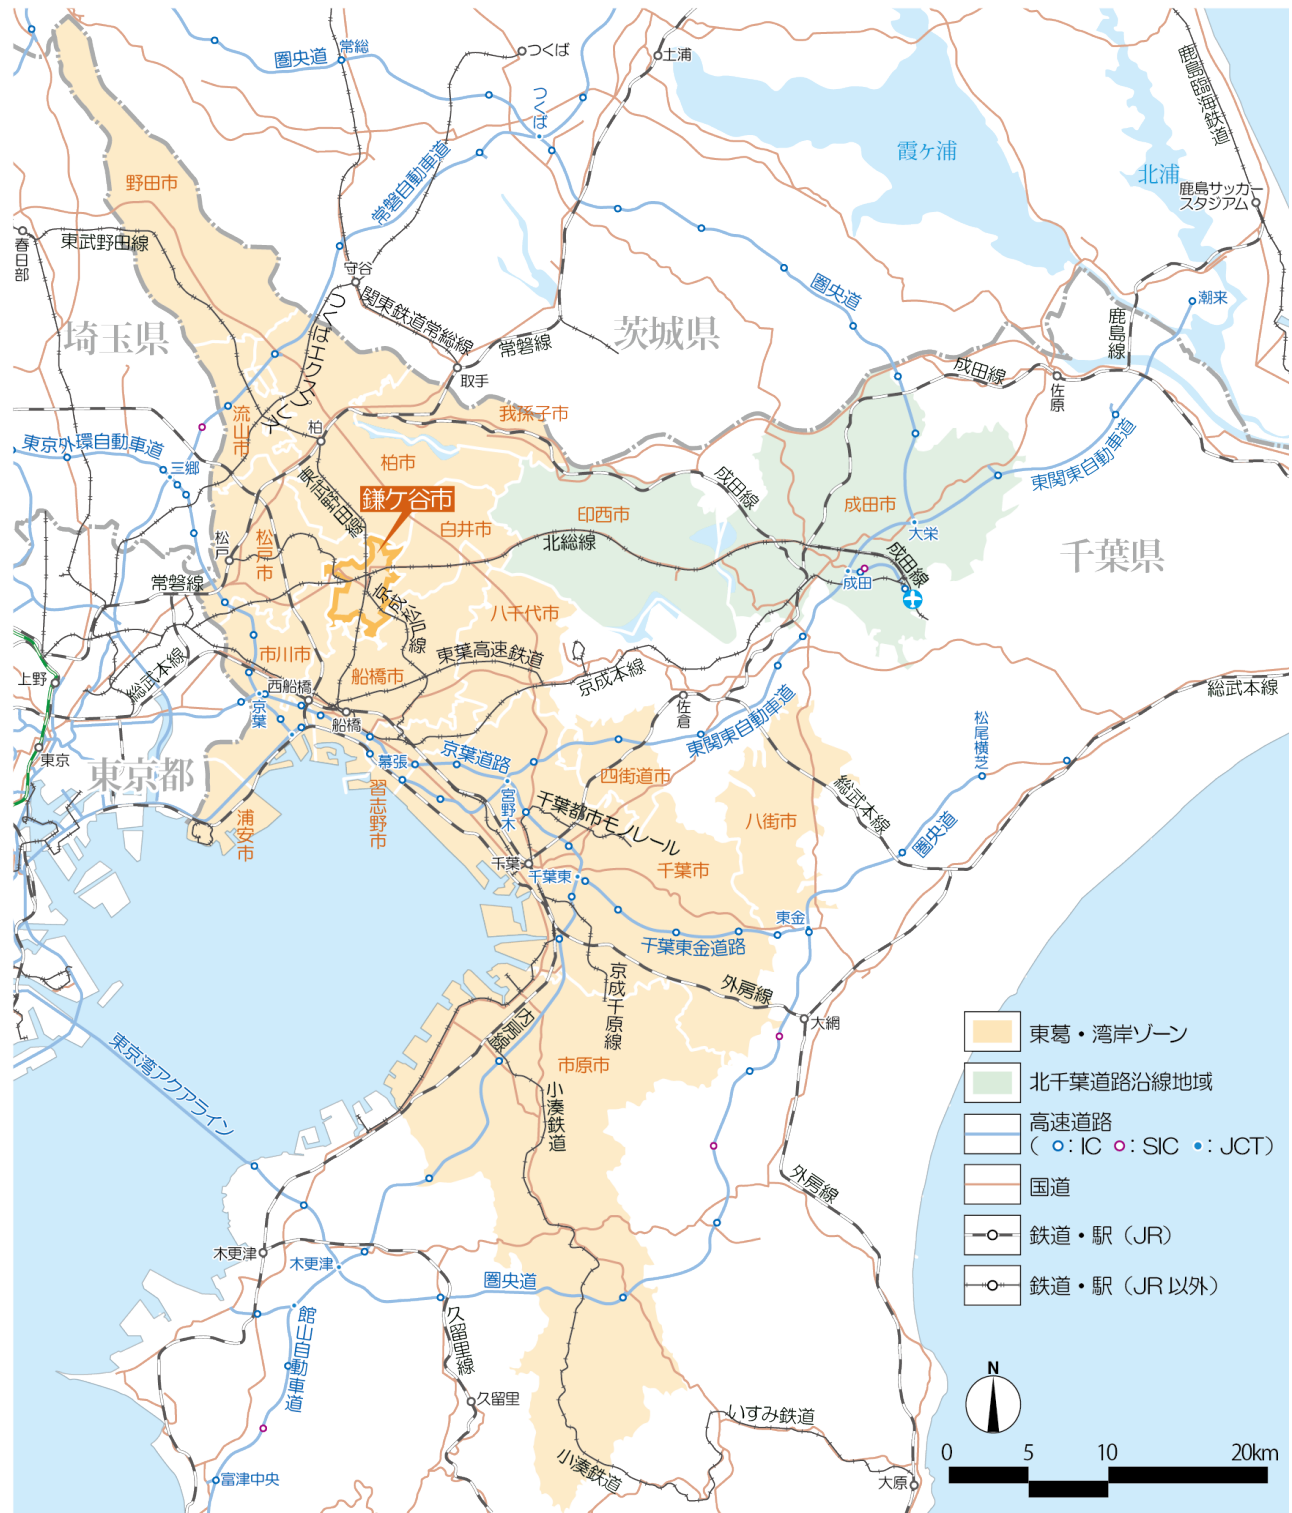 圏央道
常総
つくば
土浦
鹿島臨海鉄道
つくば
霞ヶ浦
北浦
鹿島サッカー
スタジアム
野田市
常磐自動車道
春日部
東武野田線
守谷
関東鉄道常総線
つくばエクスプレス
圏央道
潮来
埼玉県
茨城県
鹿島線
常磐線
取手
成田線
佐原
我孫子市
流山市
柏
東京外環自動車道
三郷
柏市
東武野田線
成田線
東関東自動車道
鎌ケ谷市
白井市
印西市
成田市
大栄
北総線
松戸
松戸市
成田線
千葉県
常磐線
成田
京成松戸線
八千代市
市川市
東葉高速鉄道
船橋市
総武本線
上野
西船橋
京成本線
佐倉
総武本線
京葉
船橋
東関東自動車道
松尾横芝
東京
東京都
幕張
京葉道路
四街道市
習志野市
宮野木
千葉都市モノレール
総武本線
浦安市
八街市
圏央道
千葉
千葉東
千葉市
東金
千葉東金道路
京成千原線
外房線
大網
内房線
東京湾アクアライン
市原市
小湊鉄道
東葛・湾岸ゾーン
北千葉道路沿線地域
高速道路
（ ：IC ：SIC ：JCT）
国道
外房線
鉄道・駅（JR）
木更津
木更津
圏央道
鉄道・駅（JR 以外）
館山自動車道
久留里線
久留里
いすみ鉄道
小湊鉄道
大原
富津中央
N
0 5 10 20km